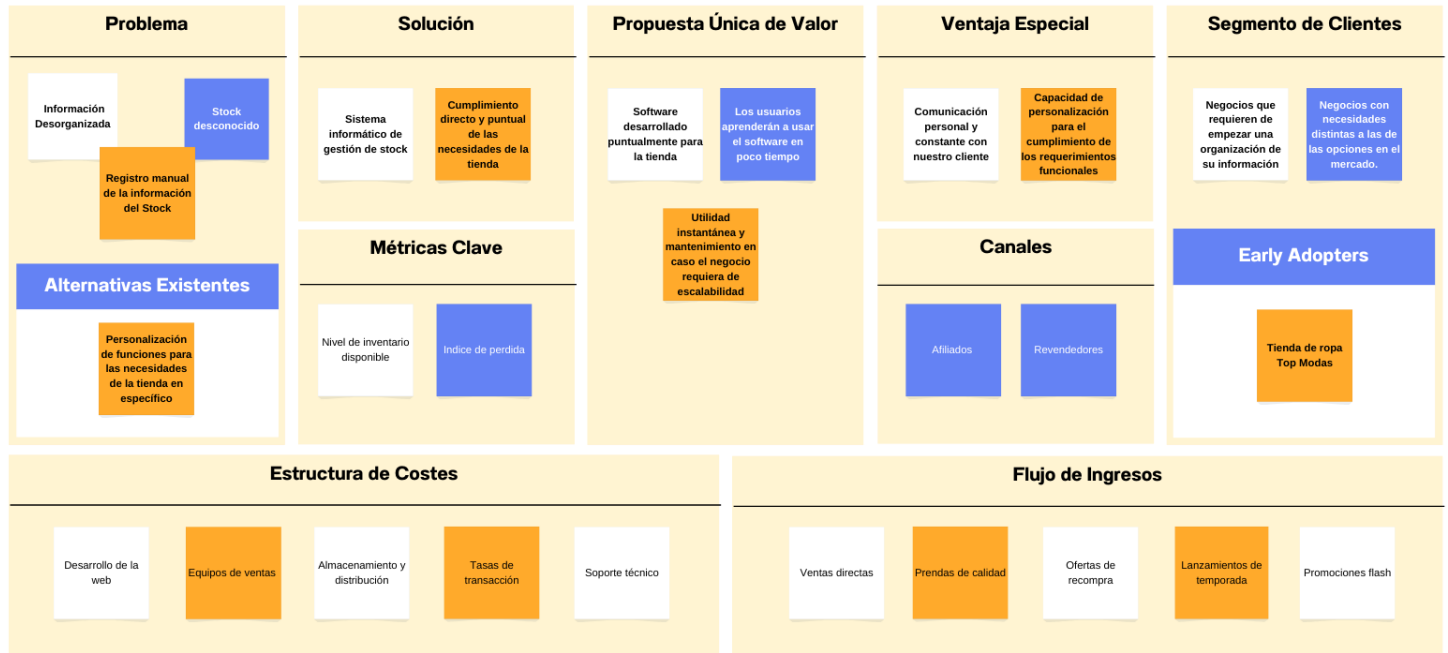 Problema
Información
Desorganizada
Stock
desconocido
Registro manual
de la información
del Stock
Alternativas Existentes
Personalización
de funciones para
las necesidades
de la tienda en
específico
Solución
Sistema
informático de
gestión de stock
Cumplimiento
directo y puntual
de las
necesidades de la
tienda
Métricas Clave
Nivel de inventario
disponible
Indice de perdida
Propuesta Única de Valor
Software
desarrollado
puntualmente para
la tienda
Los usuarios
aprenderán a usar
el software en
poco tiempo
Utilidad
instantánea y
mantenimiento en
caso el negocio
requiera de
escalabilidad
Ventaja Especial
Comunicación
personal y
constante con
nuestro cliente
Capacidad de
personalización
para el
cumplimiento de
los requerimientos
funcionales
Canales
Afiliados
Revendedores
Segmento de Clientes
Negocios que
requieren de
empezar una
organización de
su información
Negocios con
necesidades
distintas a las de
las opciones en el
mercado.
Early Adopters
Tienda de ropa
Top Modas
Estructura de Costes
Desarrollo de la
web
Equipos de ventas
Almacenamiento y
distribución
Tasas de
transacción
Soporte técnico
Flujo de Ingresos
Ventas directas
Prendas de calidad
Ofertas de
recompra
Lanzamientos de
temporada
Promociones flash